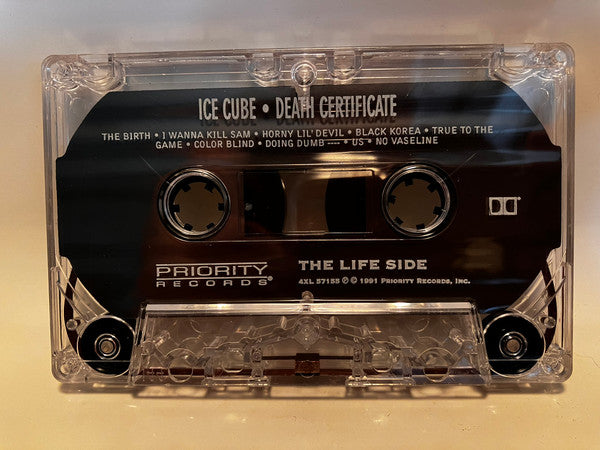 ICE CUBE • DEATH CERTIFICATE
THE BIRTH • I WANNA KILL SAM • HORNY LIL' DEVIL • BLACK KOREA • TRUE TO THE
GAME • COLOR BLIND • DOING DUMB ---- • US • NO VASELINE
PRIORITY
RECORDS®
THE LIFE SIDE
4XL 57155 ℗ © 1991 PRIORITY RECORDS, INC.